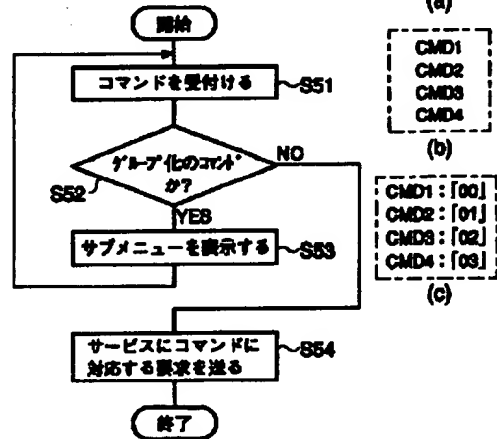 (a)
開始
コマンドを受付ける
S51
グループ化のコマンド
か?
S52
NO
YES
サブメニューを表示する
S53
サービスにコマンドに
対応する要求を送る
S54
終了
CMD1
CMD2
CMD3
CMD4
(b)
CMD1:「00」
CMD2:「01」
CMD3:「02」
CMD4:「03」
(c)